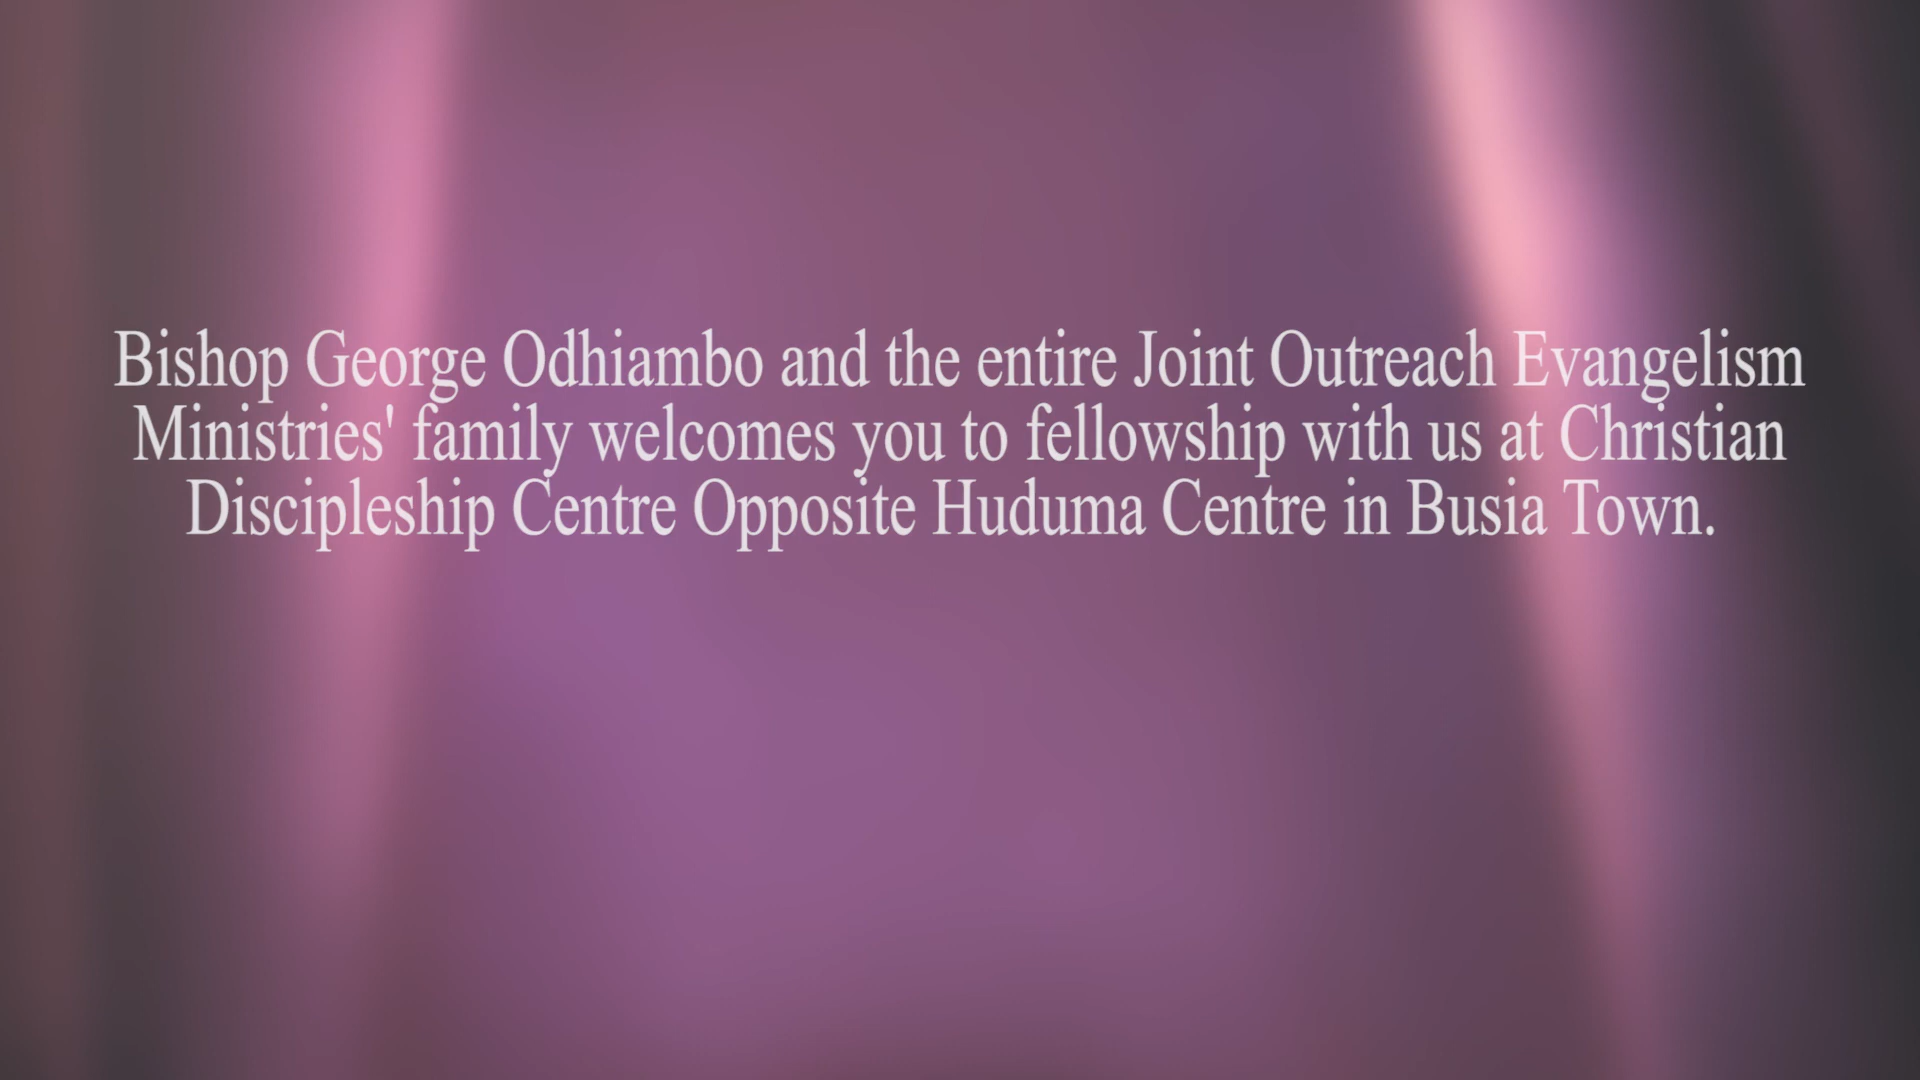 Bishop George Odhiambo and the entire Joint Outreach Evangelism
Ministries' family welcomes you to fellowship with us at Christian
Discipleship Centre Opposite Huduma Centre in Busia Town.